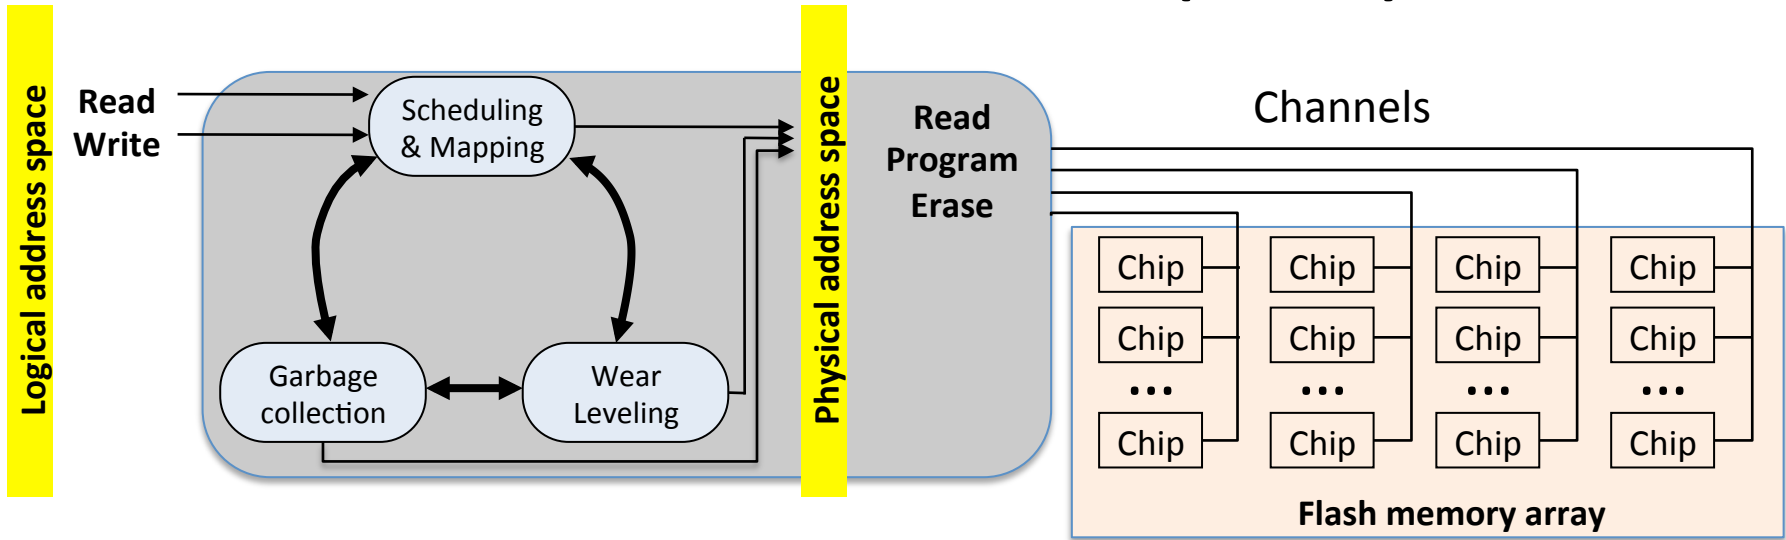 Logical address space
Read
Write
Scheduling
& Mapping
Garbage
collection
Wear
Leveling
Physical address space
Read
Program
Erase
Channels
Chip Chip Chip Chip
Chip Chip Chip Chip
... ... ... ...
Chip Chip Chip Chip
Flash memory array